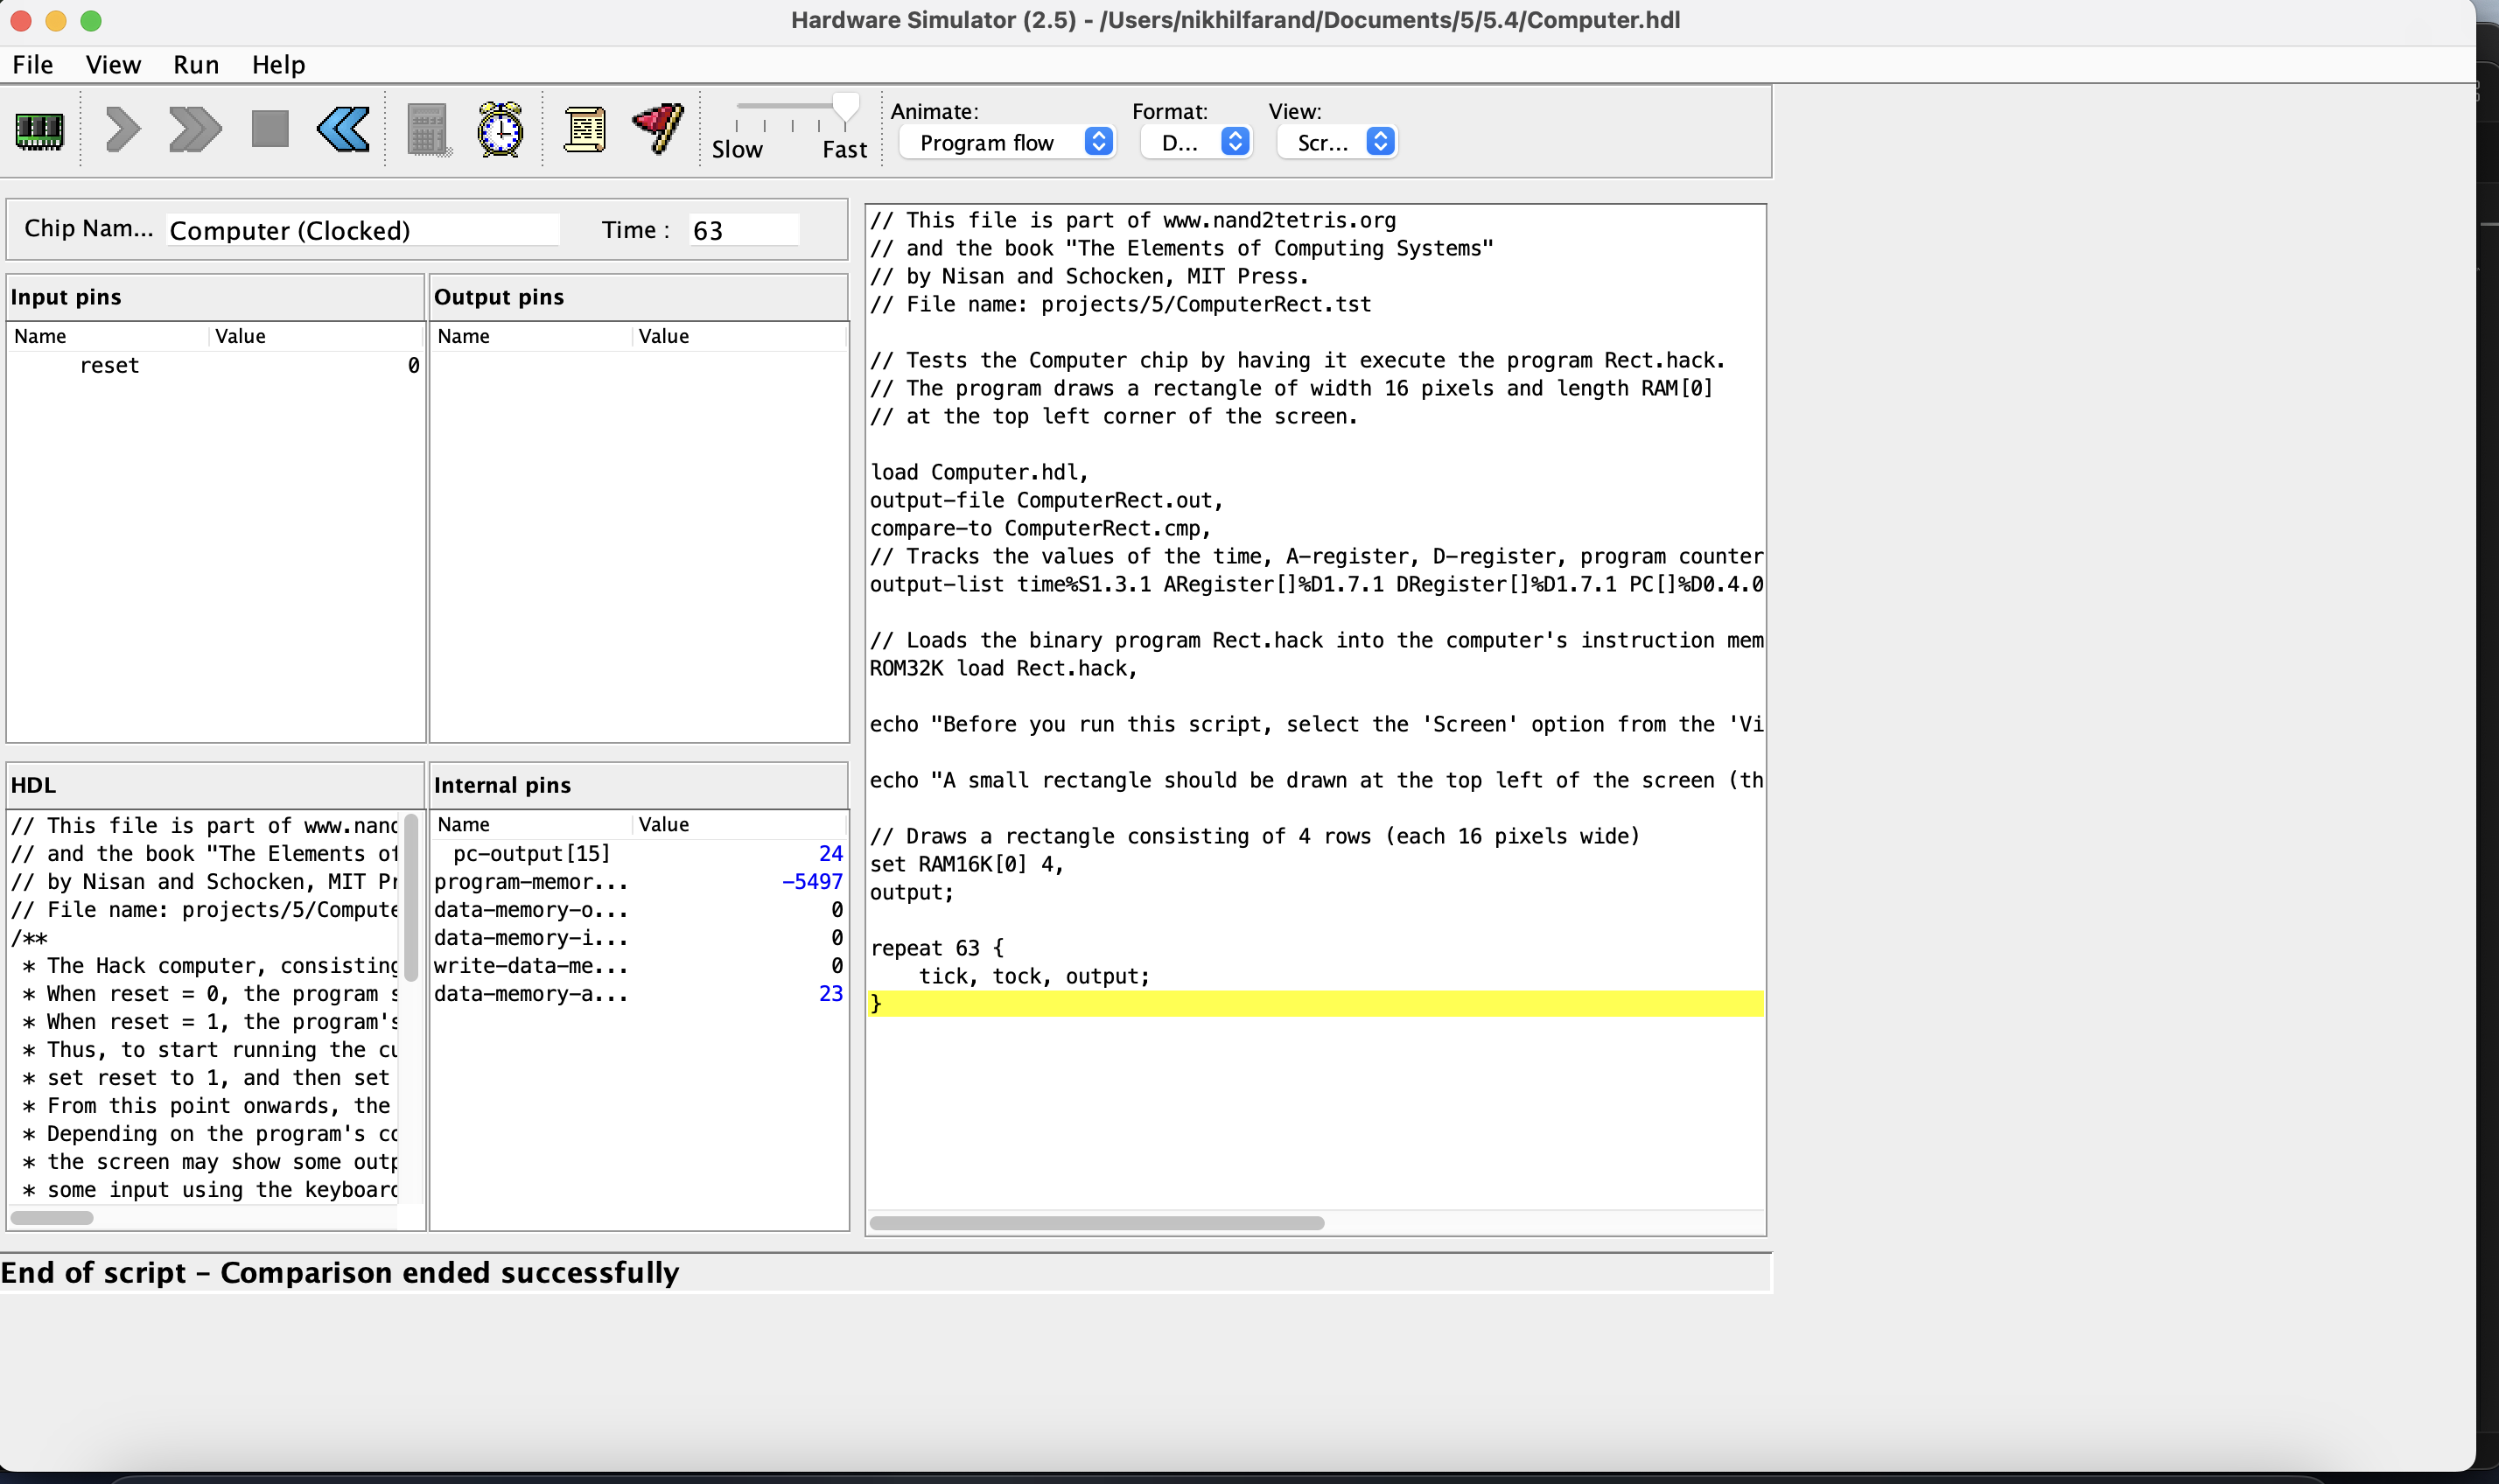 Hardware Simulator (2.5) - /Users/nikhilfarand/Documents/5/5.4/Computer.hdl
File View Run Help
Slow Fast
Animate: Format: View:
Program flow D... Scr...
Chip Nam... Computer (Clocked) Time : 63
Input pins
Name Value
reset 0
Output pins
Name Value
HDL
// This file is part of www.nand
// and the book "The Elements of
// by Nisan and Schocken, MIT Pr
// File name: projects/5/Compute
/**
* The Hack computer, consisting
* When reset = 0, the program s
* When reset = 1, the program's
* Thus, to start running the cu
* set reset to 1, and then set
* From this point onwards, the
* Depending on the program's co
* the screen may show some outp
* some input using the keyboard
Internal pins
Name Value
pc-output[15] 24
program-memor... -5497
data-memory-o... 0
data-memory-i... 0
write-data-me... 0
data-memory-a... 23
// This file is part of www.nand2tetris.org
// and the book "The Elements of Computing Systems"
// by Nisan and Schocken, MIT Press.
// File name: projects/5/ComputerRect.tst
// Tests the Computer chip by having it execute the program Rect.hack.
// The program draws a rectangle of width 16 pixels and length RAM[0]
// at the top left corner of the screen.
load Computer.hdl,
output-file ComputerRect.out,
compare-to ComputerRect.cmp,
// Tracks the values of the time, A-register, D-register, program counter
output-list time%S1.3.1 ARegister[]%D1.7.1 DRegister[]%D1.7.1 PC[]%D0.4.0
// Loads the binary program Rect.hack into the computer's instruction mem
ROM32K load Rect.hack,
echo "Before you run this script, select the 'Screen' option from the 'Vi
echo "A small rectangle should be drawn at the top left of the screen (th
// Draws a rectangle consisting of 4 rows (each 16 pixels wide)
set RAM16K[0] 4,
output;
repeat 63 {
tick, tock, output;
}
End of script - Comparison ended successfully